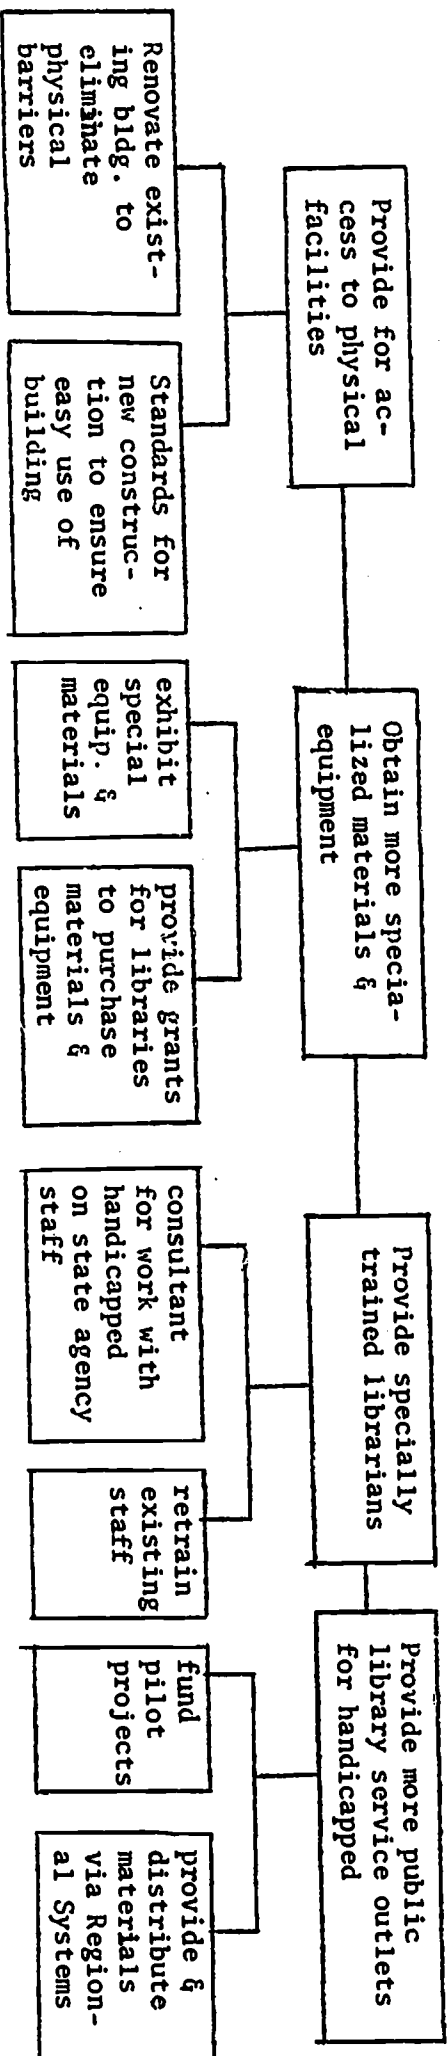 Provide for ac-
cess to physical
facilities
Obtain more specia-
lized materials &
equipment
Provide specially
trained librarians
Provide more public
library service outlets
for handicapped
Renovate exist-
ing bldg. to
eliminate
physical
barriers
Standards for
new construc-
tion to ensure
easy use of
building
exhibit
special
equip. &
materials
provide grants
for libraries
to purchase
materials &
equipment
consultant
for work with
handicapped
on state agency
staff
retrain
existing
staff
fund
pilot
projects
provide &
distribute
materials
via Region-
al Systems